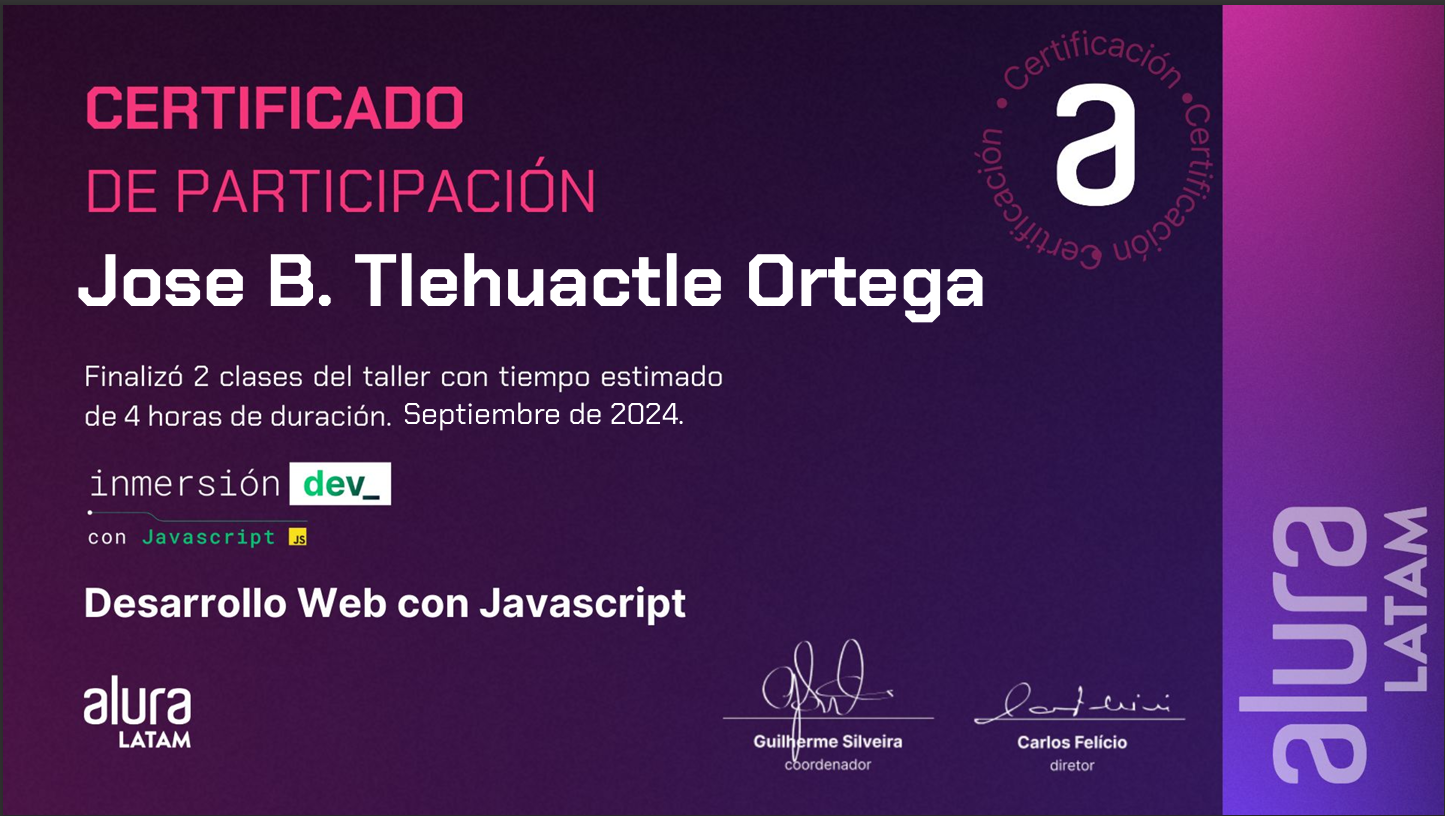 CERTIFICADO
DE PARTICIPACIÓN
• Certificación • Certificación • Certificación
a
Jose B. Tlehuactle Ortega
Finalizó 2 clases del taller con tiempo estimado
de 4 horas de duración. Septiembre de 2024.
inmersión dev_
con Javascript JS
Desarrollo Web con Javascript
alura
LATAM
Guilherme Silveira
coordenador
Carlos Felício
diretor
alura
LATAM